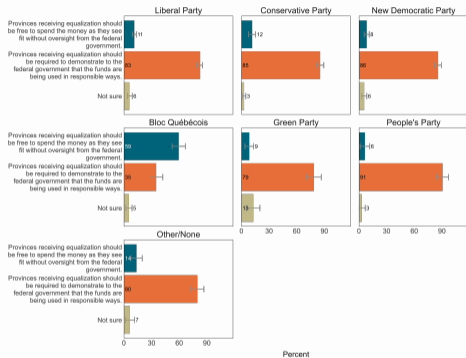 Liberal Party
Conservative Party
New Democratic Party
Provinces receiving equalization should
be free to spend the money as they see
fit without oversight from the federal
government.
11
12
8
Provinces receiving equalization should
be required to demonstrate to the
federal government that the funds are
being used in responsible ways.
83
85
86
Not sure
6
3
6
Bloc Québécois
Green Party
People's Party
Provinces receiving equalization should
be free to spend the money as they see
fit without oversight from the federal
government.
59
9
6
Provinces receiving equalization should
be required to demonstrate to the
federal government that the funds are
being used in responsible ways.
35
79
91
Not sure
5
13
3
0 30 60 90
0 30 60 90
Other/None
Provinces receiving equalization should
be free to spend the money as they see
fit without oversight from the federal
government.
14
Provinces receiving equalization should
be required to demonstrate to the
federal government that the funds are
being used in responsible ways.
80
Not sure
7
0 30 60 90
Percent